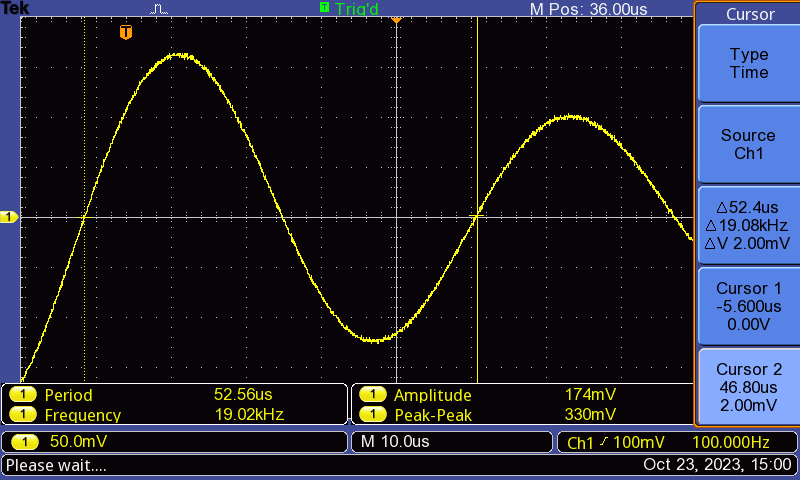 Tek
T Trig'd
M Pos: 36.00us
Cursor
T
Type
Time
Source
Ch1
△52.4us
△19.08kHz
△V 2.00mV
1
Cursor 1
-5.600us
0.00V
Cursor 2
46.80us
2.00mV
1 Period 52.56us
1 Frequency 19.02kHz
1 Amplitude 174mV
1 Peak-Peak 330mV
1 50.0mV
M 10.0us
Ch1 100mV 100.000Hz
Please wait....
Oct 23, 2023, 15:00